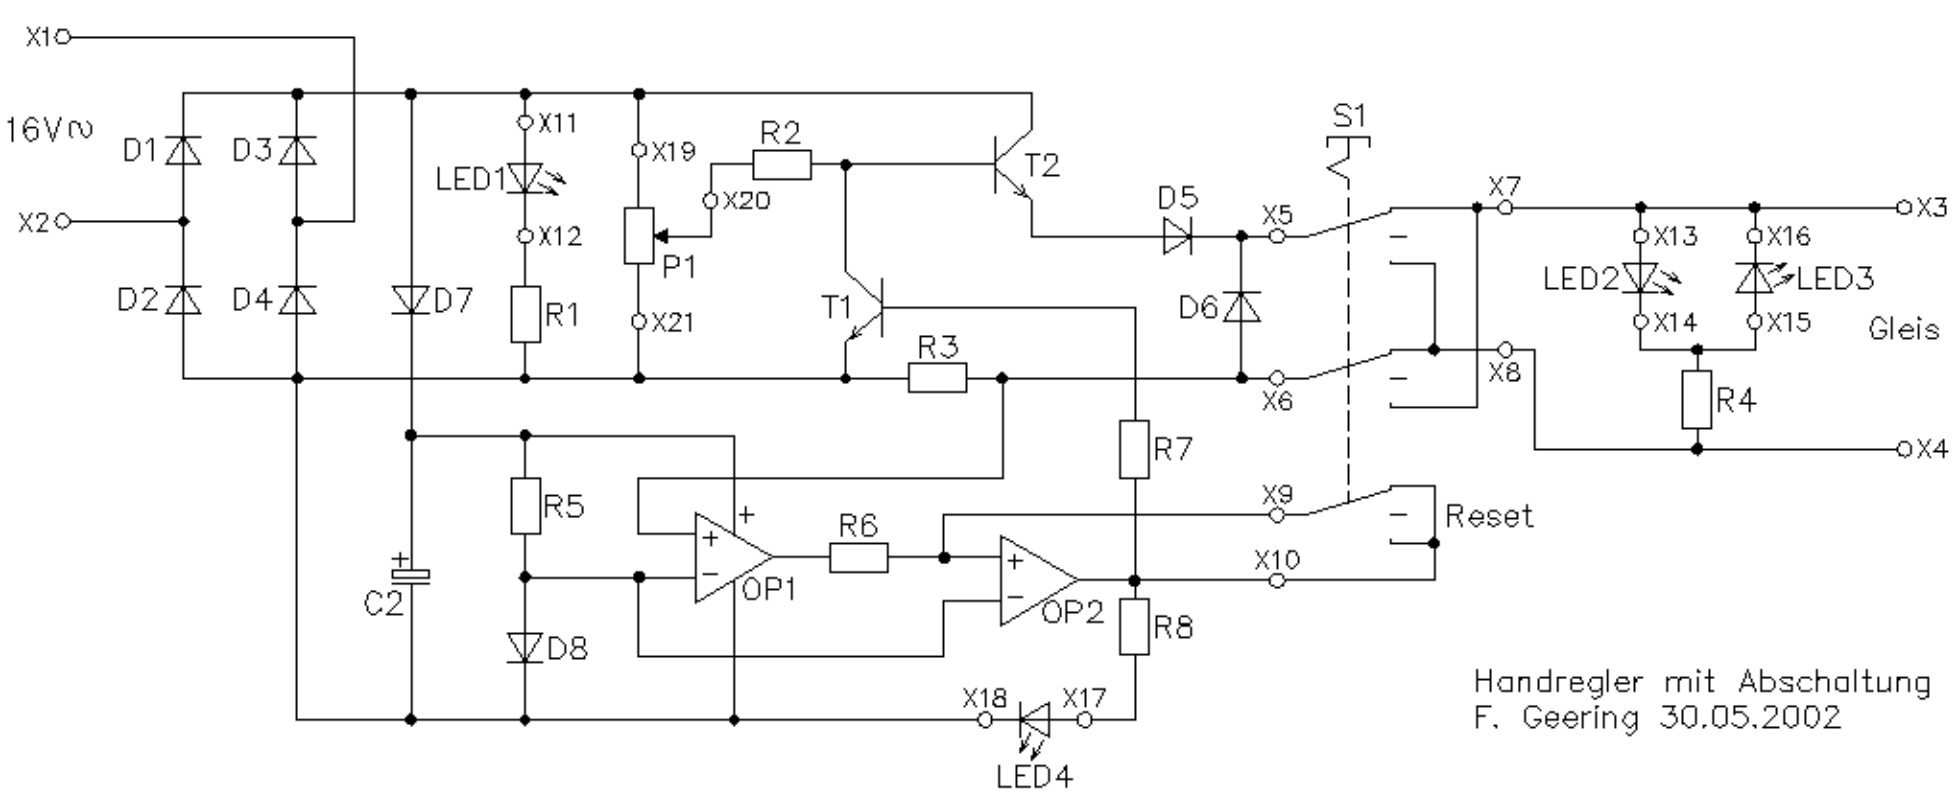 X1
16V~
X2
D1
D3
D2
D4
D7
X11
LED1
X12
R1
X19
P1
X21
X20
R2
T1
T2
R3
D5
D6
X5
X6
S1
X7
X8
X13
LED2
X14
X16
LED3
X15
R4
X3
Gleis
X4
C2
+
R5
D8
+
+
−
OP1
R6
+
−
OP2
R7
R8
X9
X10
Reset
X18
X17
LED4
Handregler mit Abschaltung
F. Geering 30.05.2002